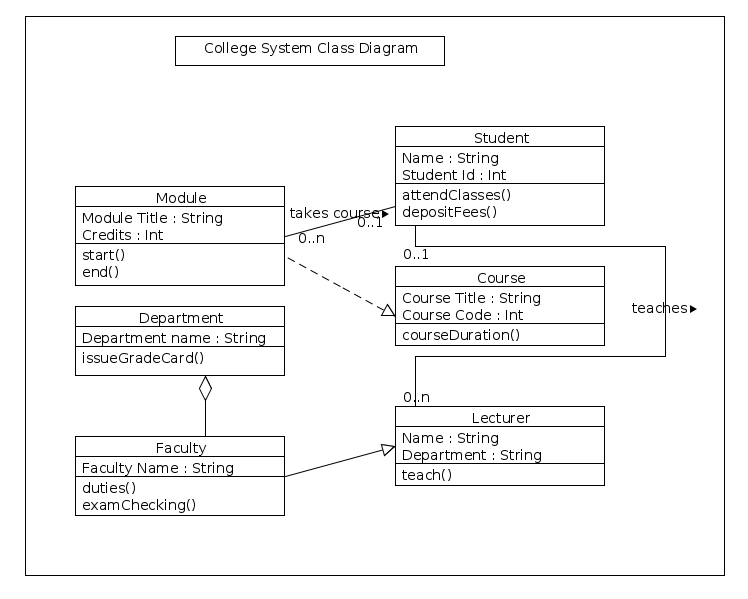 College System Class Diagram
Student
Name : String
Student Id : Int
attendClasses()
depositFees()
Module
Module Title : String
Credits : Int
start()
end()
takes course
0..1
0..n
0..1
Course
Course Title : String
Course Code : Int
courseDuration()
teaches
Department
Department name : String
issueGradeCard()
0..n
Lecturer
Name : String
Department : String
teach()
Faculty
Faculty Name : String
duties()
examChecking()